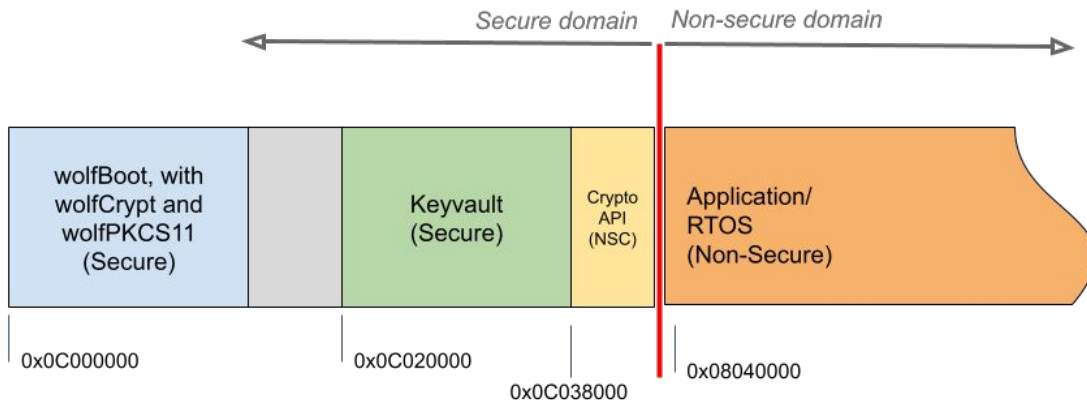 Secure domain
Non-secure domain
wolfBoot, with
wolfCrypt and
wolfPKCS11
(Secure)
Keyvault
(Secure)
Crypto
API
(NSC)
Application/
RTOS
(Non-Secure)
0x0C000000
0x0C020000
0x0C038000
0x08040000